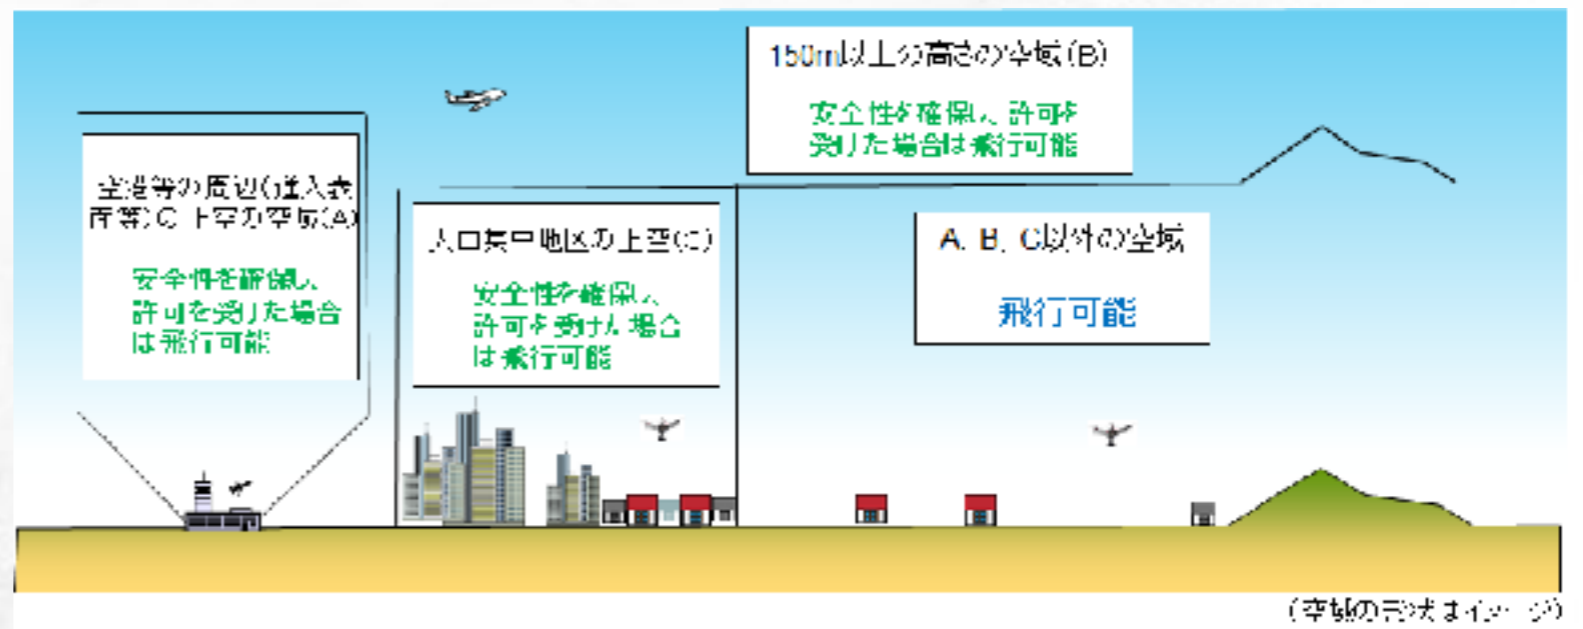 150m以上の高さの空域(B)
安全性を確保し、許可を
受けた場合は飛行可能
空港等の周辺(進入表
面等)の上空の空域(A)
安全性を確保し、
許可を受けた場合
は飛行可能
人口集中地区の上空(C)
安全性を確保し、
許可を受けた場合
は飛行可能
A、B、C以外の空域
飛行可能
(空域の形状はイメージ)